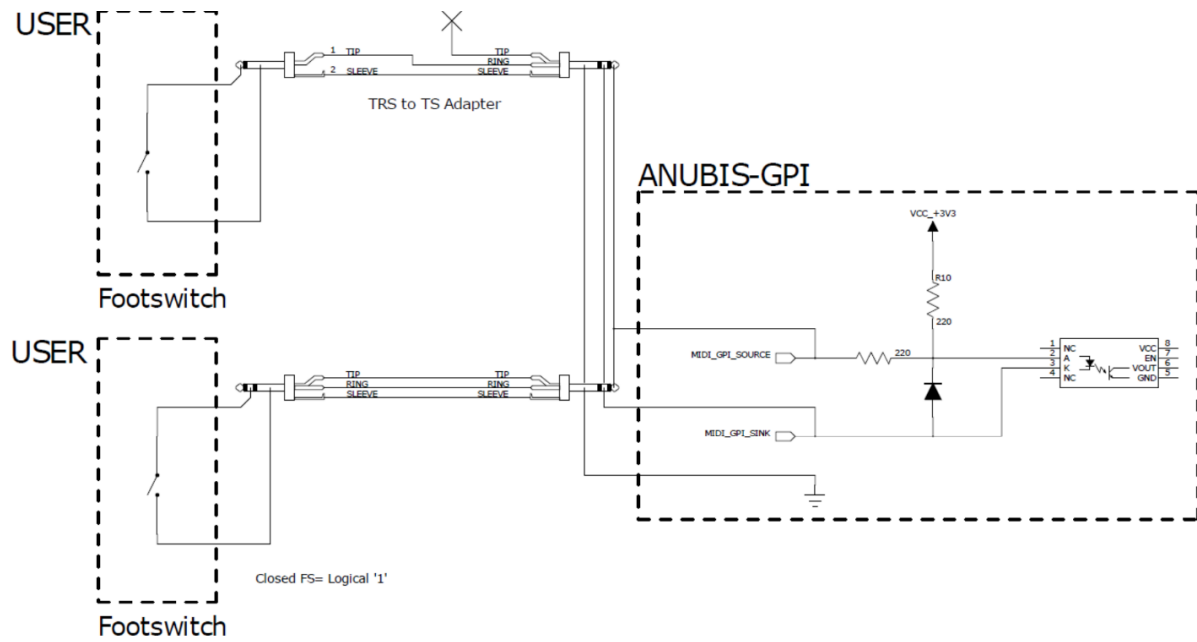 USER
1 TIP
2 SLEEVE
TIP
RING
SLEEVE
TRS to TS Adapter
Footswitch
ANUBIS-GPI
VCC_+3V3
R10
220
MIDI_GPI_SOURCE
220
1 NC
2 A
3 K
4 NC
VCC 8
EN 7
VOUT 6
GND 5
MIDI_GPI_SINK
USER
TIP
RING
SLEEVE
TIP
RING
SLEEVE
Closed FS= Logical '1'
Footswitch